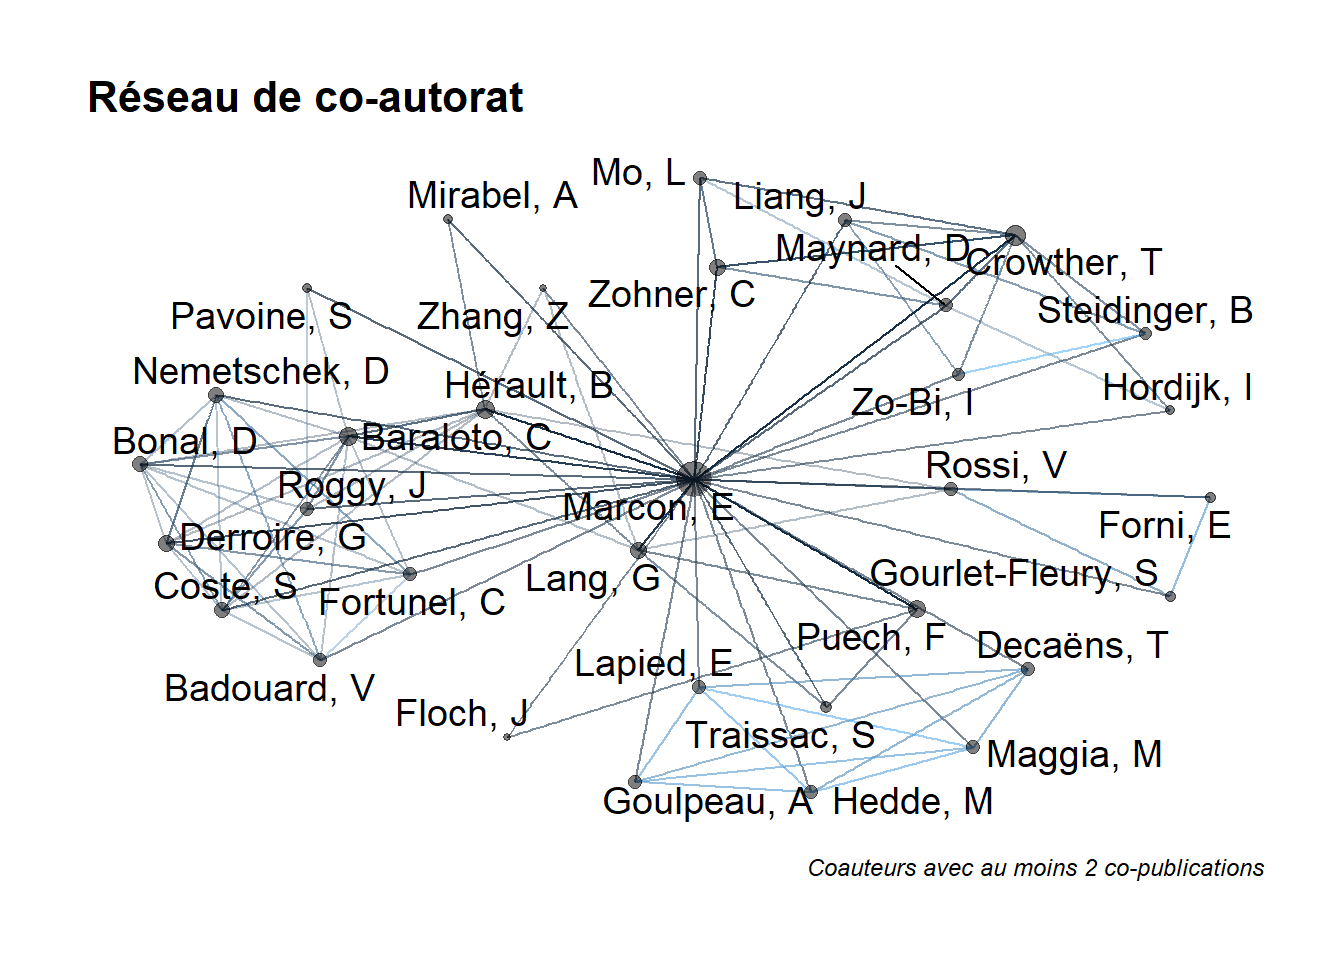 Réseau de co-autorat
Mo, L
Mirabel, A
Liang, J
Maynard, D
Crowther, T
Zohner, C
Steidinger, B
Pavoine, S
Zhang, Z
Nemetschek, D
Hérault, B
Hordijk, I
Zo-Bi, I
Bonal, D
Baraloto, C
Rossi, V
Roggy, J
Marcon, E
Forni, E
Derroire, G
Gourlet-Fleury, S
Lang, G
Coste, S
Fortunel, C
Puech, F
Decaëns, T
Lapied, E
Badouard, V
Floch, J
Traissac, S
Maggia, M
Goulpeau, A
Hedde, M
Coauteurs avec au moins 2 co-publications